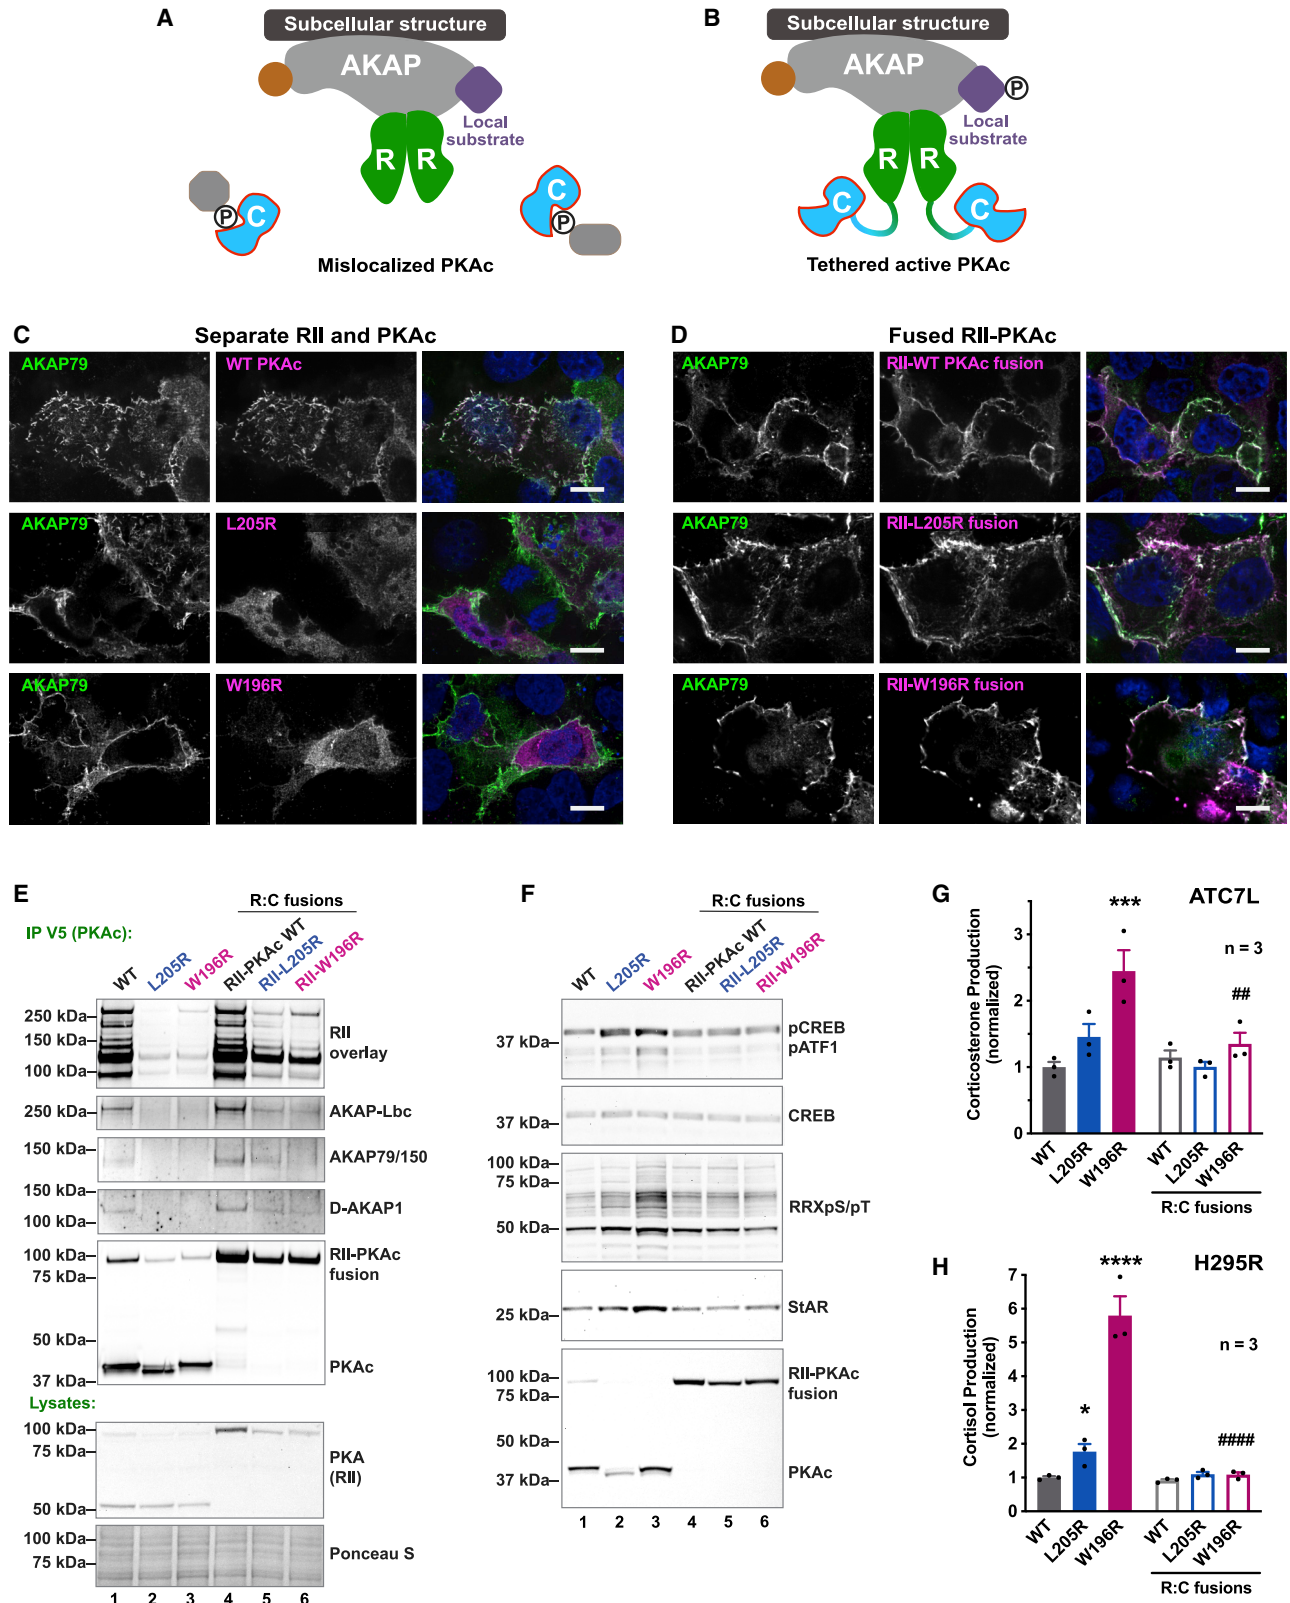 A
Subcellular structure
AKAP
Local
substrate
R R
C
P
C
P
Mislocalized PKAc
B
Subcellular structure
AKAP
P
Local
substrate
R R
C
C
Tethered active PKAc
C
Separate RII and PKAc
AKAP79
WT PKAc
AKAP79
L205R
AKAP79
W196R
D
Fused RII-PKAc
AKAP79
RII-WT PKAc fusion
AKAP79
RII-L205R fusion
AKAP79
RII-W196R fusion
E
R:C fusions
IP V5 (PKAc):
WT
L205R
W196R
RII-PKAc WT
RII-L205R
RII-W196R
250 kDa
150 kDa
100 kDa
RII
overlay
250 kDa
AKAP-Lbc
150 kDa
AKAP79/150
150 kDa
100 kDa
D-AKAP1
100 kDa
75 kDa
50 kDa
37 kDa
RII-PKAc
fusion
PKAc
Lysates:
100 kDa
75 kDa
50 kDa
PKA
(RII)
100 kDa
75 kDa
Ponceau S
1 2 3 4 5 6
F
R:C fusions
WT
L205R
W196R
RII-PKAc WT
RII-L205R
RII-W196R
37 kDa
pCREB
pATF1
37 kDa
CREB
100 kDa
75 kDa
50 kDa
RRXpS/pT
25 kDa
StAR
100 kDa
75 kDa
50 kDa
37 kDa
RII-PKAc
fusion
PKAc
1 2 3 4 5 6
G
ATC7L
Corticosterone Production
(normalized)
3
2
1
0
***
n = 3
##
WT
L205R
W196R
WT
L205R
W196R
R:C fusions
H
H295R
Cortisol Production
(normalized)
7
6
5
4
3
2
1
0
*
****
n = 3
####
WT
L205R
W196R
WT
L205R
W196R
R:C fusions